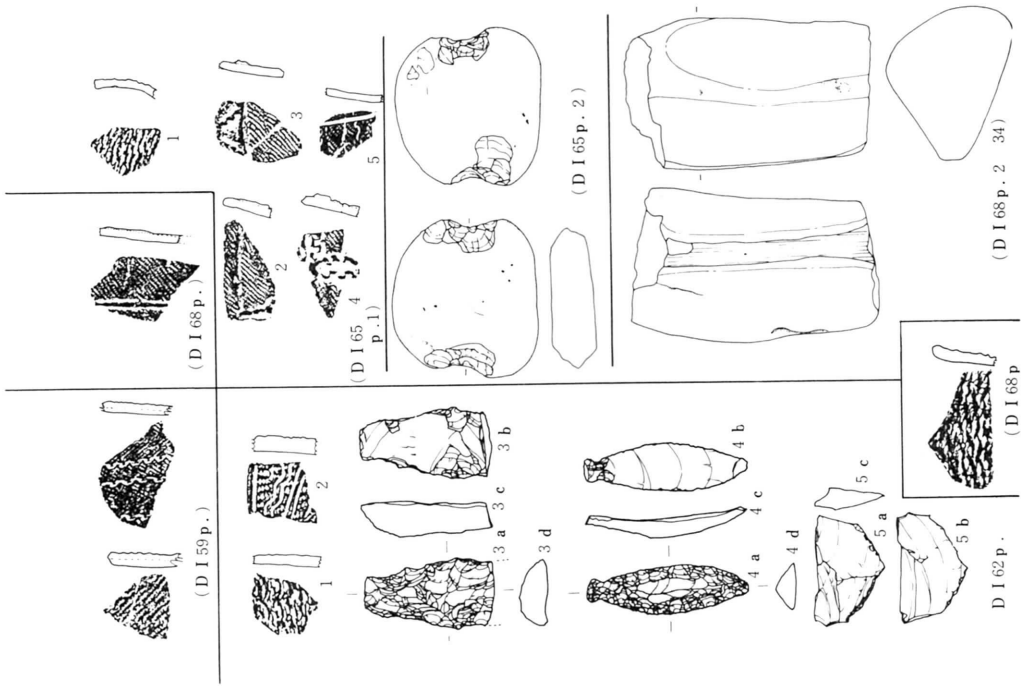 (DI59p.)
(DI68p.)
1
2
3a
3c
3b
3d
4a
4c
4b
4d
5a
5c
5b
DI62p.
1
2
3
4
5
(DI65
p.1)
(DI65p.2)
(DI68p.2 34)
(DI68p